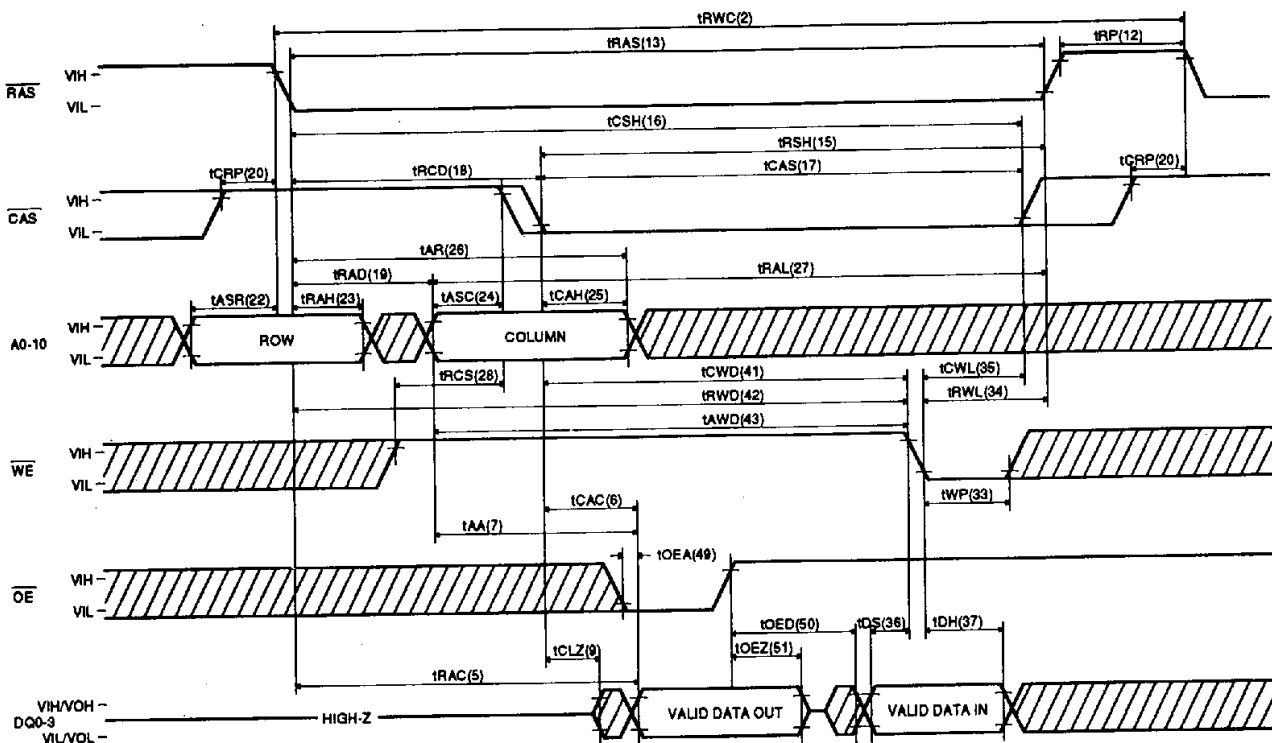 tRWC(2)
tRAS(13)
tRP(12)
RAS
VIH
VIL
tCSH(16)
tRSH(15)
tCRP(20)
tRCD(18)
tCAS(17)
tCRP(20)
CAS
VIH
VIL
tAR(26)
tRAD(19)
tRAL(27)
tASR(22)
tRAH(23)
tASC(24)
tCAH(25)
A0-10
VIH
VIL
ROW
COLUMN
tRCS(28)
tCWD(41)
tCWL(35)
tRWD(42)
tRWL(34)
tAWD(43)
WE
VIH
VIL
tWP(33)
tCAC(6)
tAA(7)
tOEA(49)
OE
VIH
VIL
tOED(50)
tDS(36)
tDH(37)
tCLZ(9)
tOEZ(51)
tRAC(5)
VIH/VOH
DQ0-3
VIL/VOL
HIGH-Z
VALID DATA OUT
VALID DATA IN